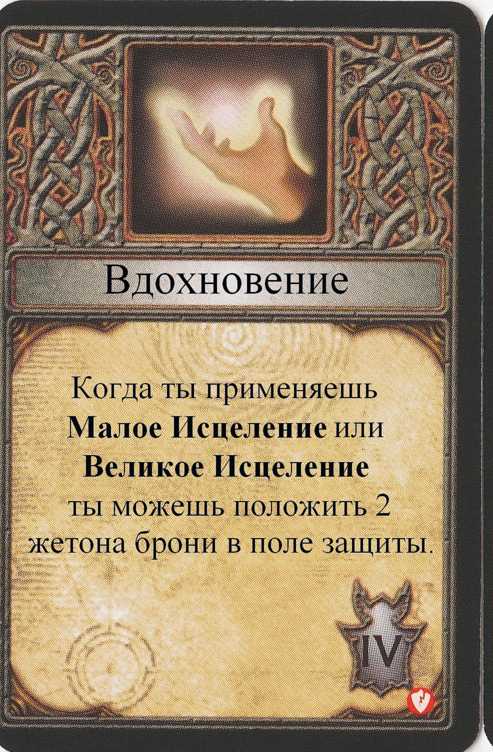 Вдохновение
Когда ты применяешь
Малое Исцеление или
Великое Исцеление
ты можешь положить 2
жетона брони в поле защиты.
IV